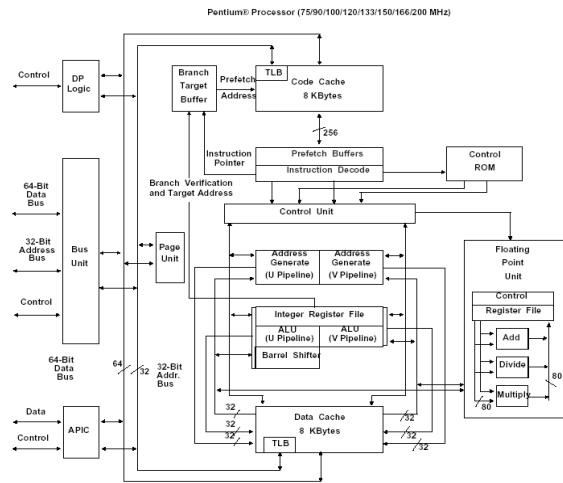 Pentium® Processor (75/90/100/120/133/150/166/200 MHz)
Control
DP
Logic
Branch
Target
Buffer
Prefetch
Address
TLB
Code Cache
8 KBytes
256
Instruction
Pointer
Prefetch Buffers
Instruction Decode
Control
ROM
Branch Verification
and Target Address
Control Unit
64-Bit
Data
Bus
32-Bit
Address
Bus
Control
Bus
Unit
Page
Unit
Address
Generate
(U Pipeline)
Address
Generate
(V Pipeline)
Floating
Point
Unit
Control
Register File
Add
Divide
Multiply
80
80
Integer Register File
ALU
(U Pipeline)
ALU
(V Pipeline)
Barrel Shifter
64-Bit
Data
Bus
64
32
32-Bit
Addr.
Bus
32
32
32
32
32
32
Data
Control
APIC
Data Cache
8 KBytes
TLB